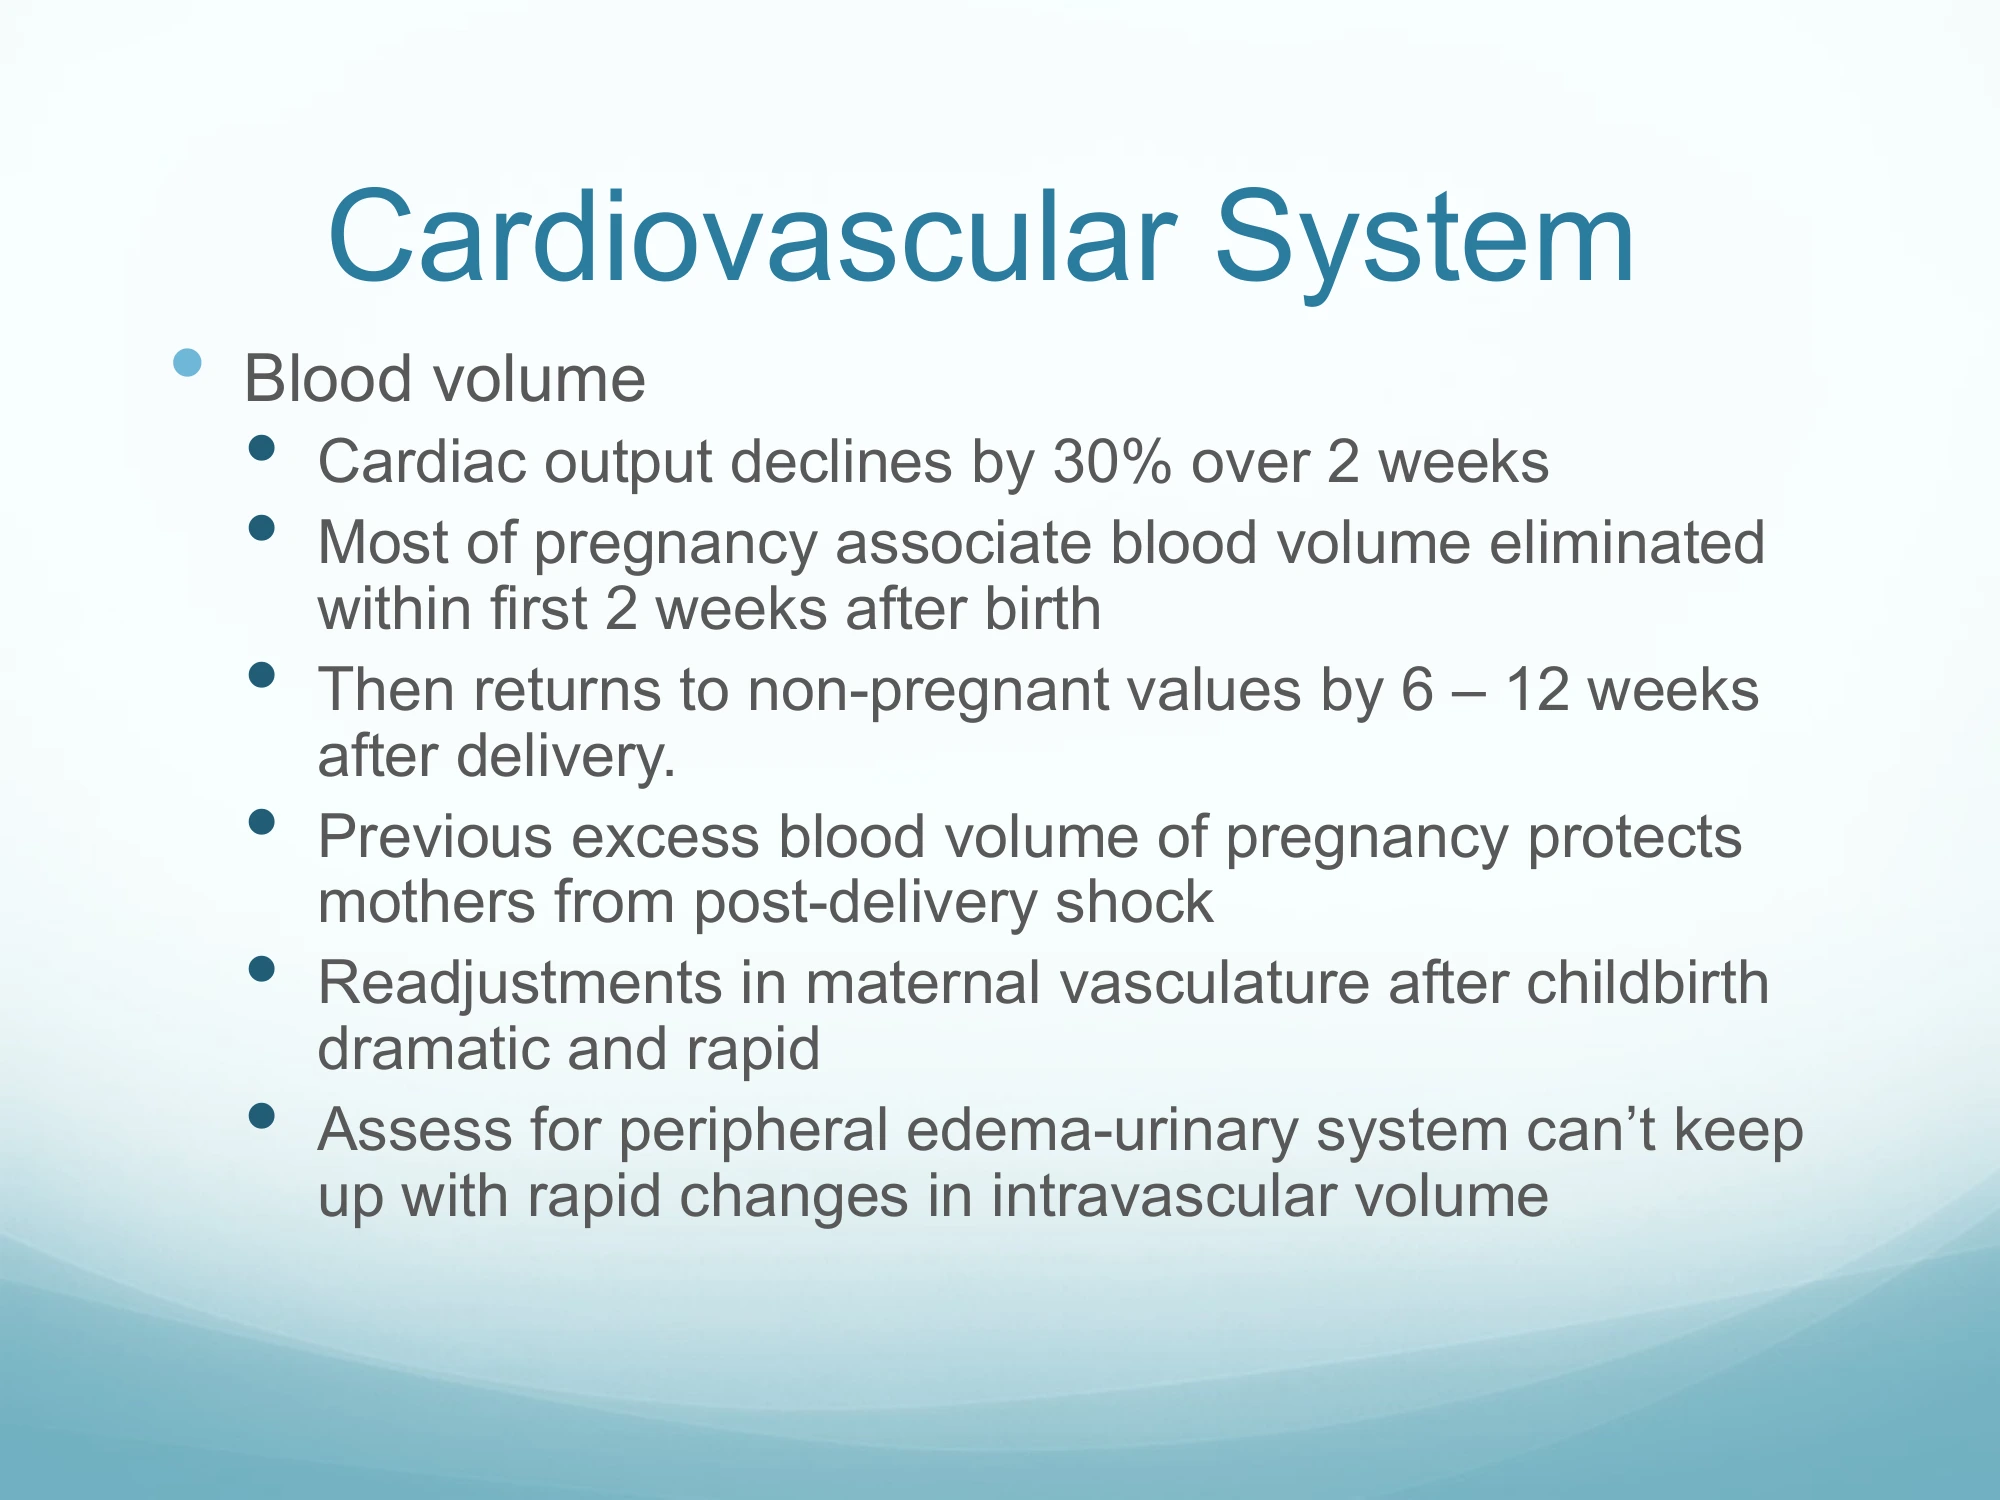 Cardiovascular System
• Blood volume
• Cardiac output declines by 30% over 2 weeks
• Most of pregnancy associate blood volume eliminated
within first 2 weeks after birth
• Then returns to non-pregnant values by 6 – 12 weeks
after delivery.
• Previous excess blood volume of pregnancy protects
mothers from post-delivery shock
• Readjustments in maternal vasculature after childbirth
dramatic and rapid
• Assess for peripheral edema-urinary system can’t keep
up with rapid changes in intravascular volume